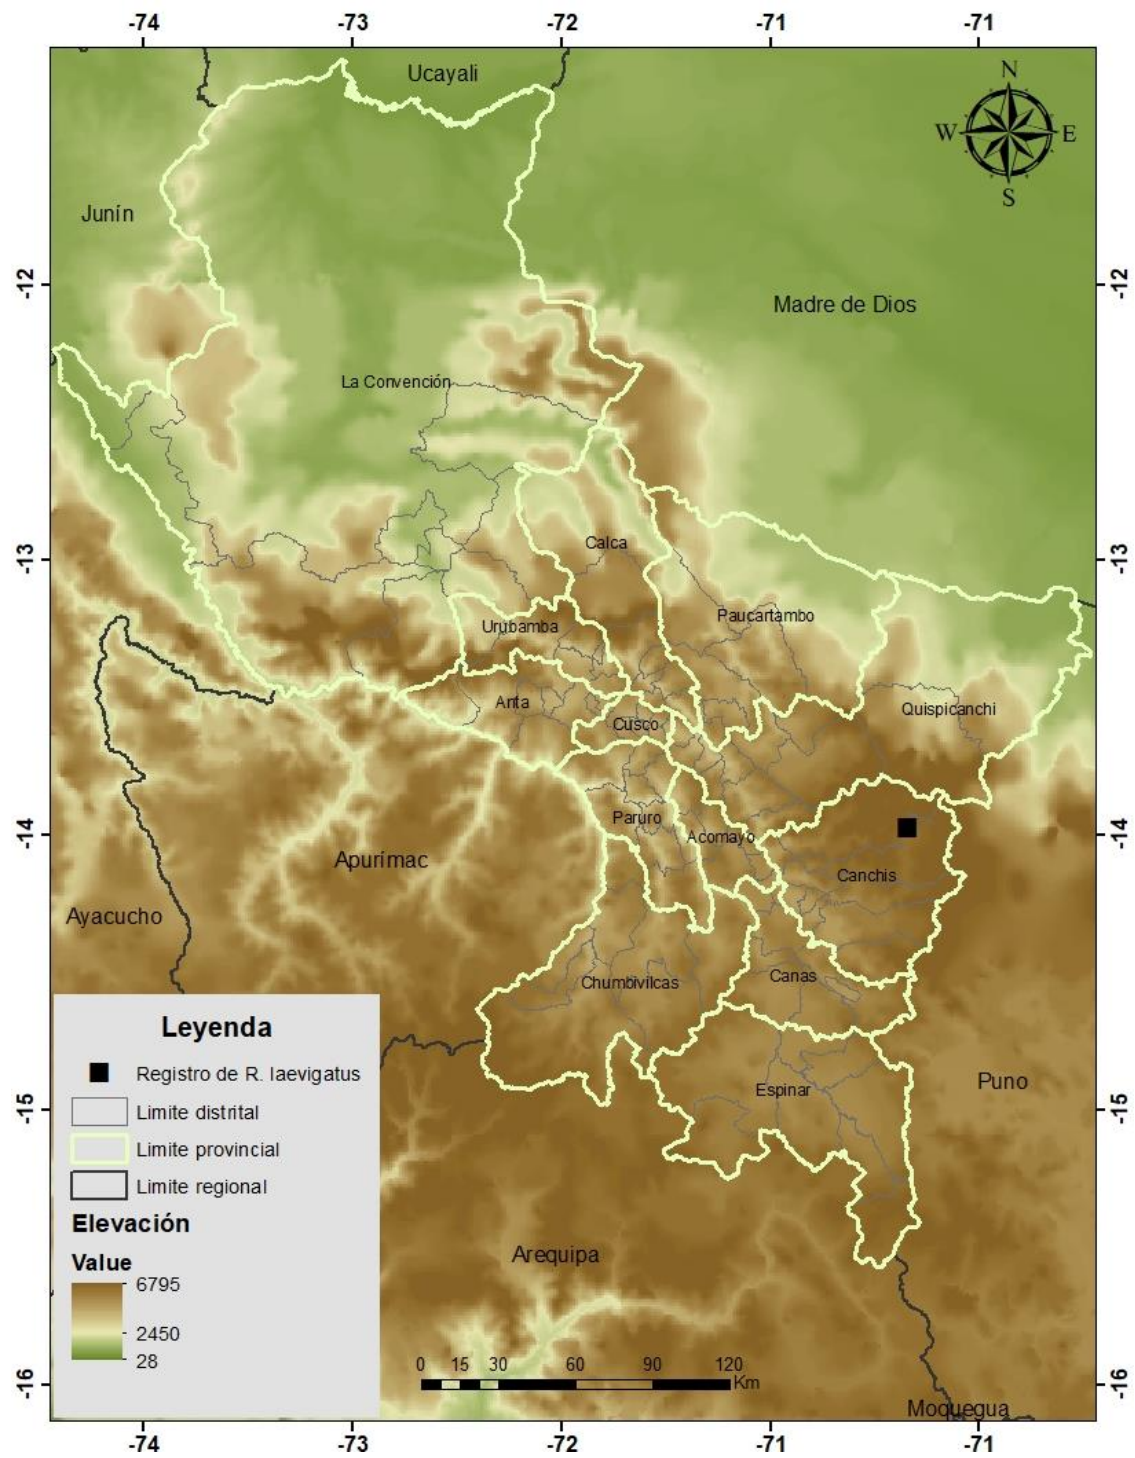 -74 -73 -72 -71 -71
Ucayali
N
W E
S
Junín
-12 -12
Madre de Dios
La Convención
Calca
-13 -13
Paucartambo
Urubamba
Anta
Quispicanchi
Cusco
Paruro
-14 -14
Acomayo
Apurímac
Canchis
Ayacucho
Chumbivilcas
Canas
Leyenda
Registro de R. laevigatus
Puno
Espinar
Limite distrital
-15 -15
Limite provincial
Limite regional
Elevación
Arequipa
Value
6795
2450
28
0 15 30 60 90 120
Km
-16 -16
Moquegua
-74 -73 -72 -71 -71